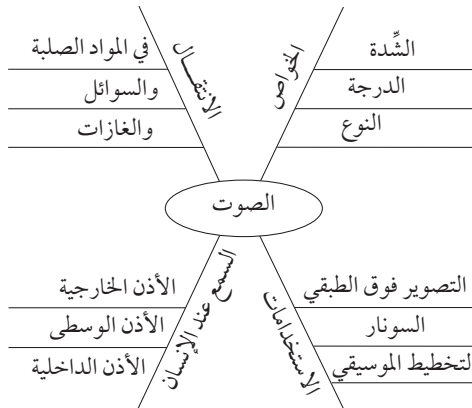 الخواص
الشِّدة
الدرجة
النوع
الانتقال
في المواد الصلبة
والسوائل
والغازات
الصوت
الاستخدامات
التصوير فوق الطبقي
السونار
لتخطيط الموسيقي
السمع عند الإنسان
الأذن الخارجية
الأذن الوسطى
الأذن الداخلية